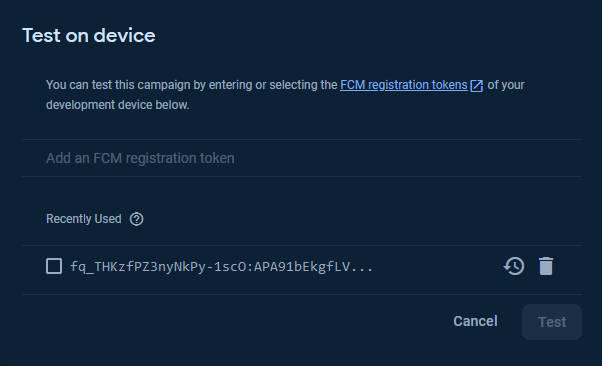 Test on device
You can test this campaign by entering or selecting the FCM registration tokens of your
development device below.
Add an FCM registration token
Recently Used
fq_THKzfPZ3nyNkPy-1scO:APA91bEkgfLV...
Cancel
Test